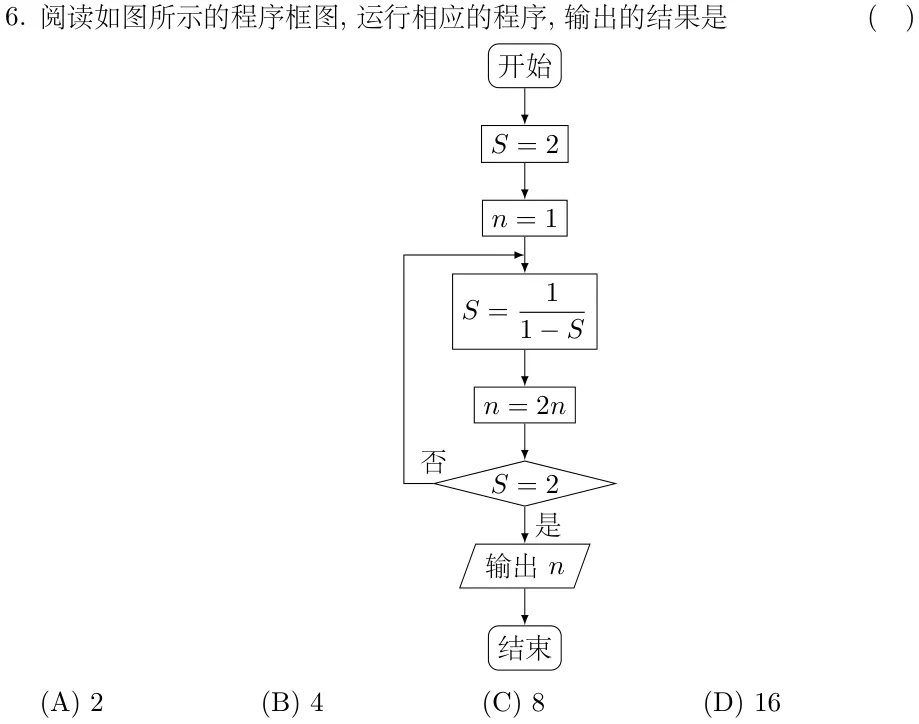 6. 阅读如图所示的程序框图, 运行相应的程序, 输出的结果是 ( )
开始
S = 2
n = 1
S = \frac{1}{1 - S}
n = 2n
否
S = 2
是
输出 n
结束
(A) 2 (B) 4 (C) 8 (D) 16